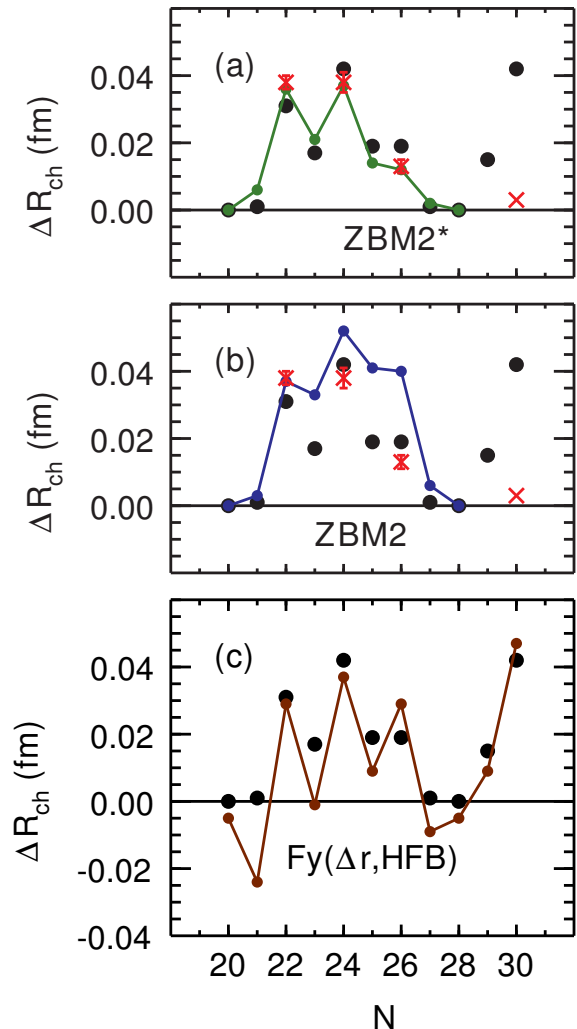 (a)
0.04
0.02
0.00
ΔR_ch (fm)
ZBM2*
(b)
0.04
0.02
0.00
ΔR_ch (fm)
ZBM2
(c)
0.04
0.02
0.00
-0.02
-0.04
ΔR_ch (fm)
Fy(Δr,HFB)
20 22 24 26 28 30
N